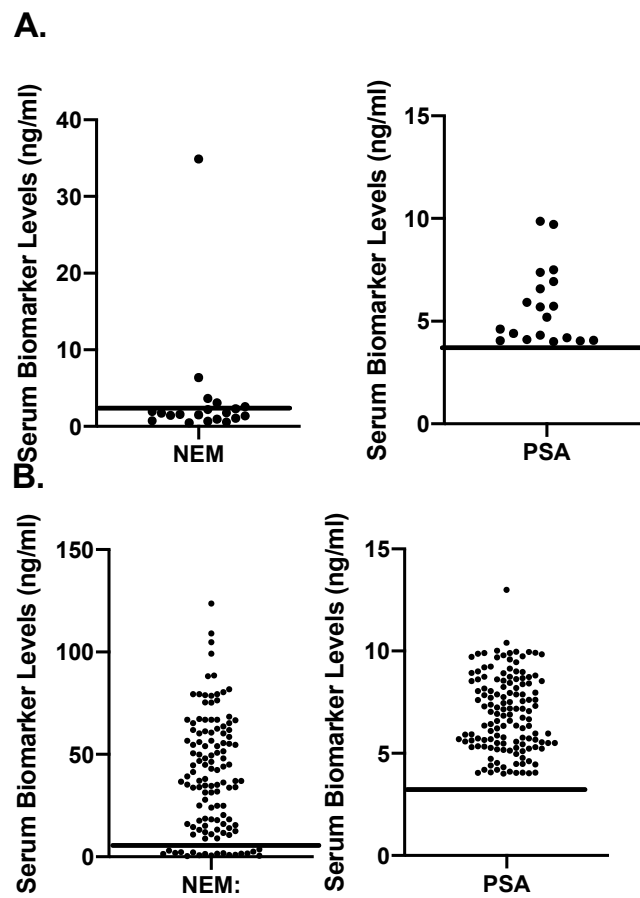 A.
Serum Biomarker Levels (ng/ml)
40
30
20
10
0
NEM
Serum Biomarker Levels (ng/ml)
15
10
5
0
PSA
B.
Serum Biomarker Levels (ng/ml)
150
100
50
0
NEM:
Serum Biomarker Levels (ng/ml)
15
10
5
0
PSA